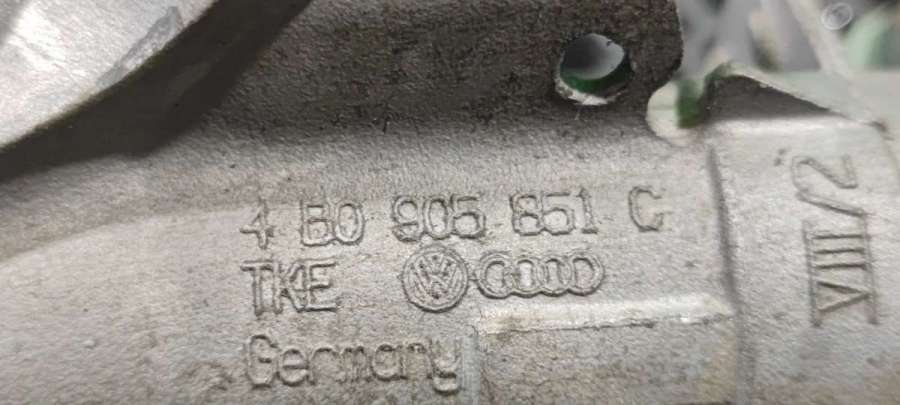 4 B0 905 851 C
TKE
Germany
VIII/2